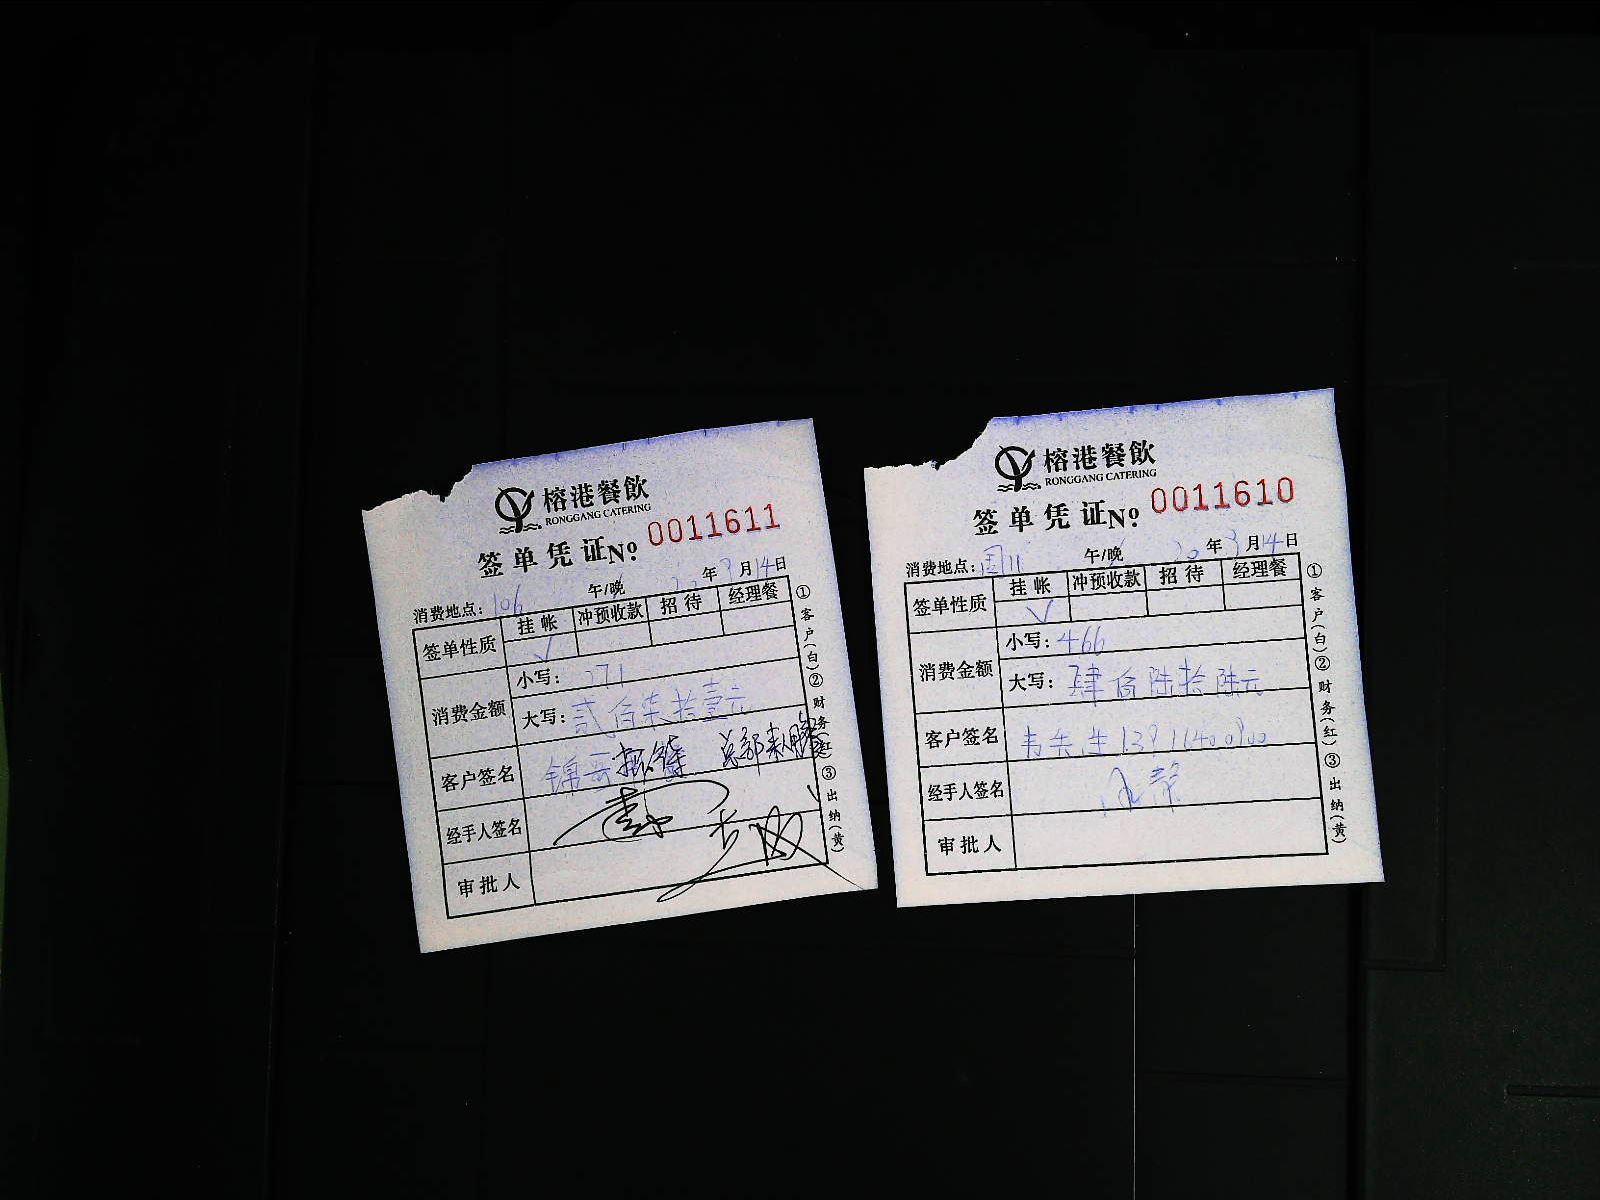 榕港餐飲
RONGGANG CATERING
签单凭证№ 0011611
消费地点: 106 午/晚 年3月14日
签单性质 挂帐 冲预收款 招待 经理餐
√
消费金额
小写: 271
大写: 贰佰柒拾壹元
客户签名
经手人签名
审批人
①客户(白)②财务(红)③出纳(黄)
榕港餐飲
RONGGANG CATERING
签单凭证№ 0011610
消费地点: 午/晚 20年3月14日
签单性质 挂帐 冲预收款 招待 经理餐
√
消费金额
小写: 466
大写: 肆佰陆拾陆元
客户签名 韦先生
经手人签名
审批人
①客户(白)②财务(红)③出纳(黄)